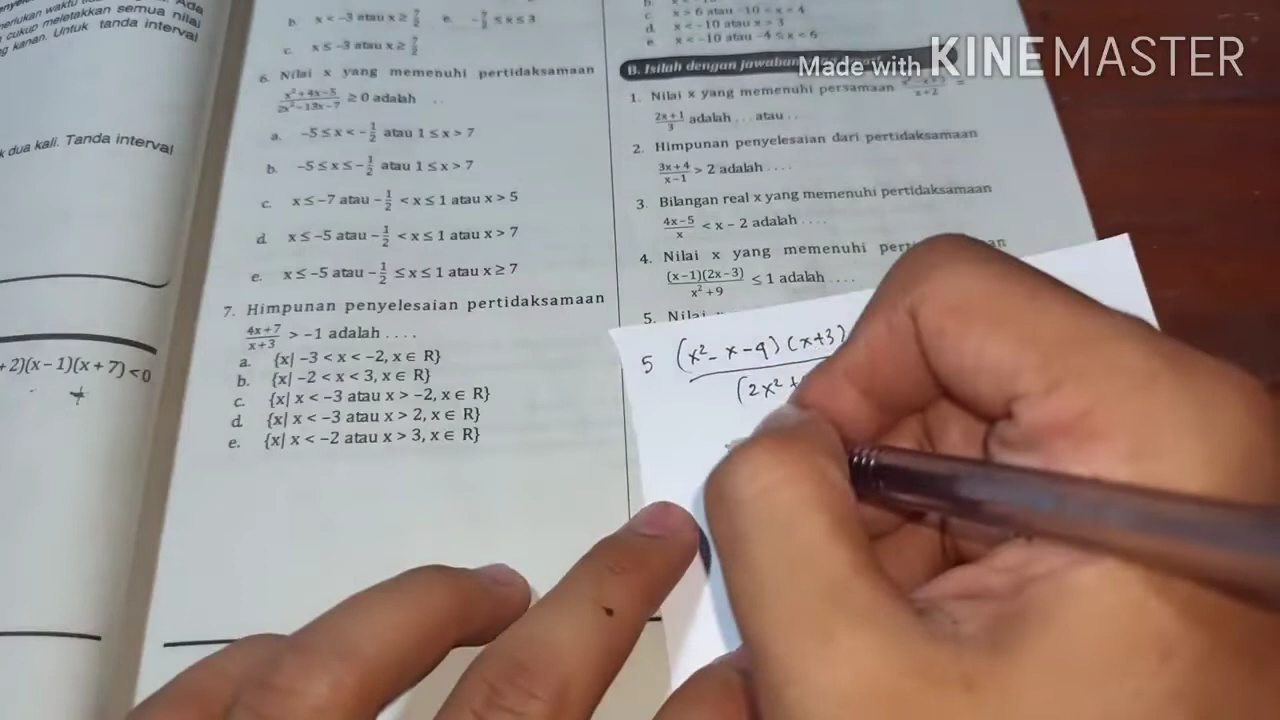 Ada
cukup meletakkan semua nilai
kanan. Untuk tanda interval
dua kali. Tanda interval
+2)(x−1)(x+7)<0
b. x < −3 atau x ≥ 7/2 e. −7/2 ≤ x ≤ 3
c. x ≤ −3 atau x ≥ 7/2
6. Nilai x yang memenuhi pertidaksamaan
(x²+4x−5)/(2x²−13x−7) ≥ 0 adalah . .
a. −5 ≤ x < −1/2 atau 1 ≤ x > 7
b. −5 ≤ x ≤ −1/2 atau 1 ≤ x > 7
c. x ≤ −7 atau −1/2 < x ≤ 1 atau x > 5
d. x ≤ −5 atau −1/2 < x ≤ 1 atau x > 7
e. x ≤ −5 atau −1/2 ≤ x ≤ 1 atau x ≥ 7
7. Himpunan penyelesaian pertidaksamaan
(4x+7)/(x+3) > −1 adalah . . . .
a. {x| −3 < x < −2, x ∈ R}
b. {x| −2 < x < 3, x ∈ R}
c. {x| x < −3 atau x > −2, x ∈ R}
d. {x| x < −3 atau x > 2, x ∈ R}
e. {x| x < −2 atau x > 3, x ∈ R}
c. x > 6 atau −10 < x < 4
d. x < −10 atau x > 3
e. x < −10 atau −4 ≤ x < 6
Made with KINEMASTER
B. Isilah dengan jawaban
1. Nilai x yang memenuhi persamaan
(2x+1)/3 adalah . . . atau . . .
2. Himpunan penyelesaian dari pertidaksamaan
(3x+4)/(x−1) > 2 adalah . . . .
3. Bilangan real x yang memenuhi pertidaksamaan
(4x−5)/x < x − 2 adalah . . . .
4. Nilai x yang memenuhi
(x−1)(2x−3)/(x²+9) ≤ 1 adalah . . . .
5. Nilai
5 (x² − x − 9)(x+3)
(2x² +